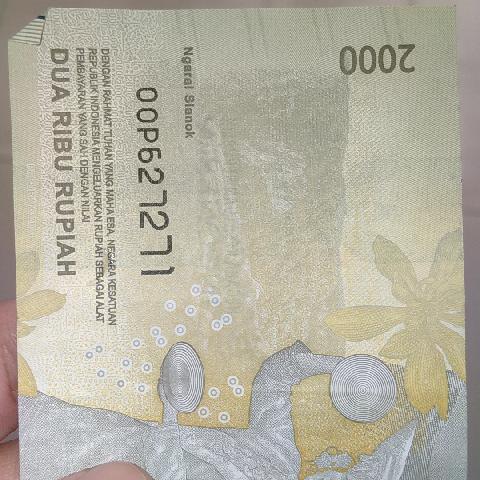 2000
Ngarai Sianok
OOP627271
DENGAN RAHMAT TUHAN YANG MAHA ESA, NEGARA KESATUAN
REPUBLIK INDONESIA MENGELUARKAN RUPIAH SEBAGAI ALAT
PEMBAYARAN YANG SAH DENGAN NILAI
DUA RIBU RUPIAH